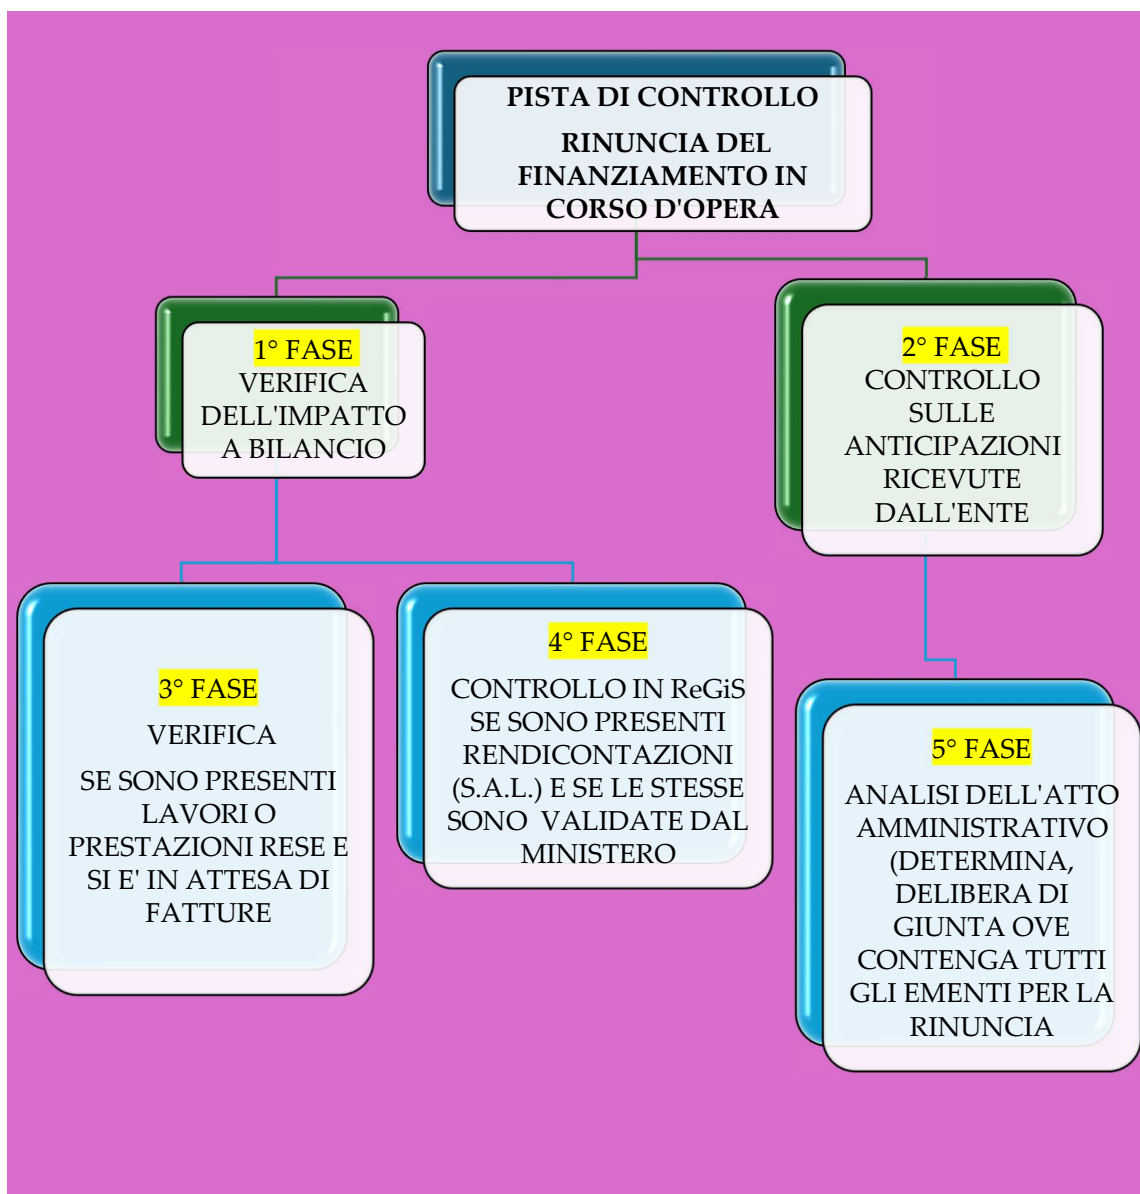 PISTA DI CONTROLLO
RINUNCIA DEL
FINANZIAMENTO IN
CORSO D'OPERA
1° FASE
VERIFICA
DELL'IMPATTO
A BILANCIO
2° FASE
CONTROLLO
SULLE
ANTICIPAZIONI
RICEVUTE
DALL'ENTE
3° FASE
VERIFICA
SE SONO PRESENTI
LAVORI O
PRESTAZIONI RESE E
SI E' IN ATTESA DI
FATTURE
4° FASE
CONTROLLO IN ReGiS
SE SONO PRESENTI
RENDICONTAZIONI
(S.A.L.) E SE LE STESSE
SONO VALIDATE DAL
MINISTERO
5° FASE
ANALISI DELL'ATTO
AMMINISTRATIVO
(DETERMINA,
DELIBERA DI
GIUNTA OVE
CONTENGA TUTTI
GLI EMENTI PER LA
RINUNCIA